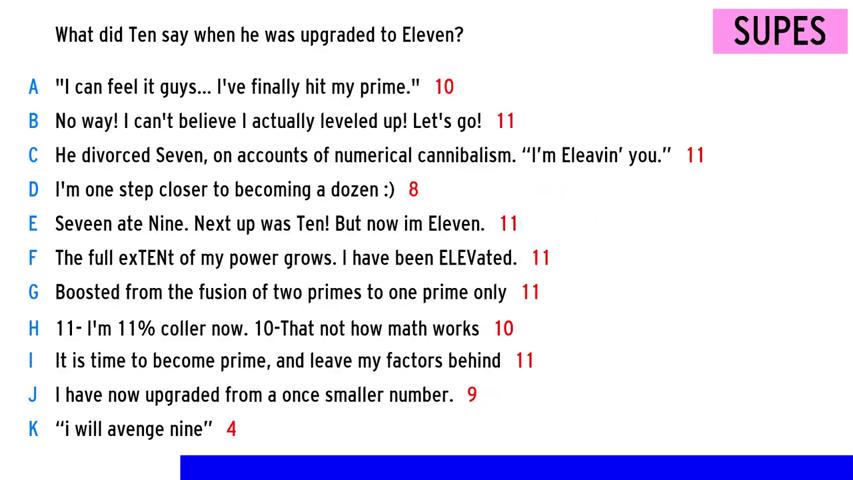 What did Ten say when he was upgraded to Eleven?
SUPES
A "I can feel it guys... I've finally hit my prime." 10
B No way! I can't believe I actually leveled up! Let's go! 11
C He divorced Seven, on accounts of numerical cannibalism. “I’m Eleavin’ you.” 11
D I'm one step closer to becoming a dozen :) 8
E Seveen ate Nine. Next up was Ten! But now im Eleven. 11
F The full exTENt of my power grows. I have been ELEVated. 11
G Boosted from the fusion of two primes to one prime only 11
H 11- I'm 11% coller now. 10-That not how math works 10
I It is time to become prime, and leave my factors behind 11
J I have now upgraded from a once smaller number. 9
K “i will avenge nine” 4